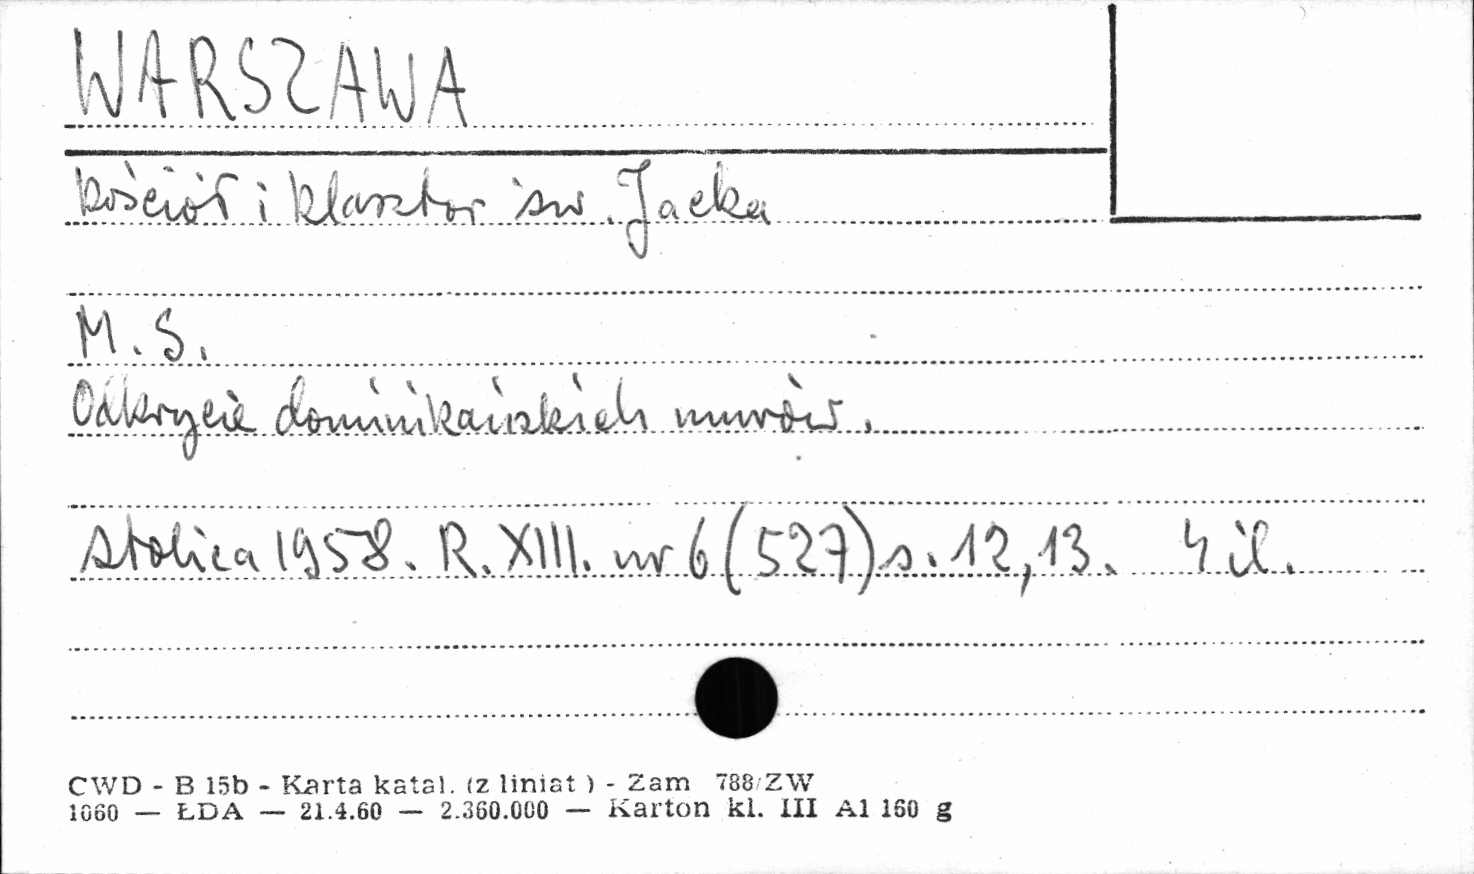 WARSZAWA
kościół i klasztor św. Jacka
M. S.
Odkrycie dominikańskich murów.
Stolica 1958. R. XIII. nr 6 (527) s. 12, 13. 4 il.
CWD - B 15b - Karta katal. (z liniat ) - Zam 788/ZW
1060 — ŁDA — 21.4.60 — 2.360.000 — Karton kl. III A1 160 g